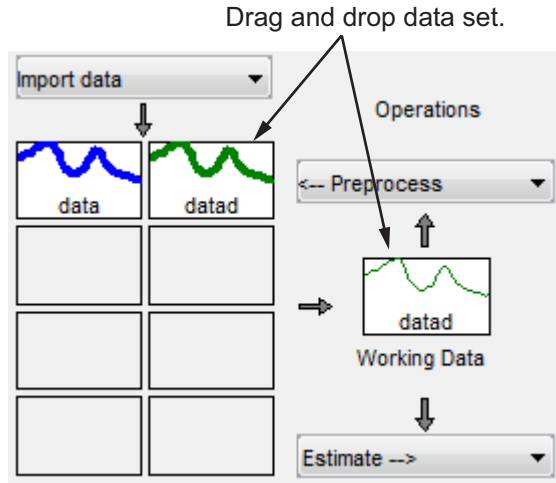 Drag and drop data set.
Import data
Operations
data
datad
<-- Preprocess
datad
Working Data
Estimate -->